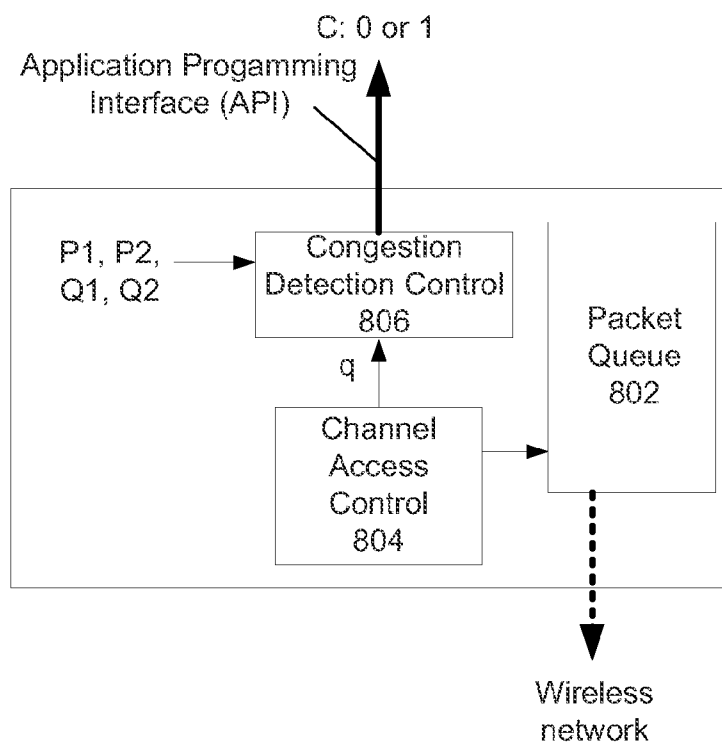 C: 0 or 1
Application Progamming
Interface (API)
P1, P2,
Q1, Q2
Congestion
Detection Control
806
Packet
Queue
802
q
Channel
Access
Control
804
Wireless
network